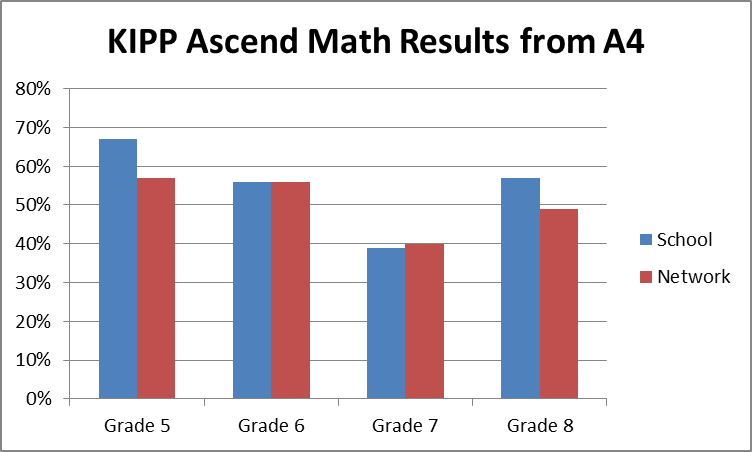 KIPP Ascend Math Results from A4
80%
70%
60%
50%
40%
30%
20%
10%
0%
Grade 5 Grade 6 Grade 7 Grade 8
School
Network